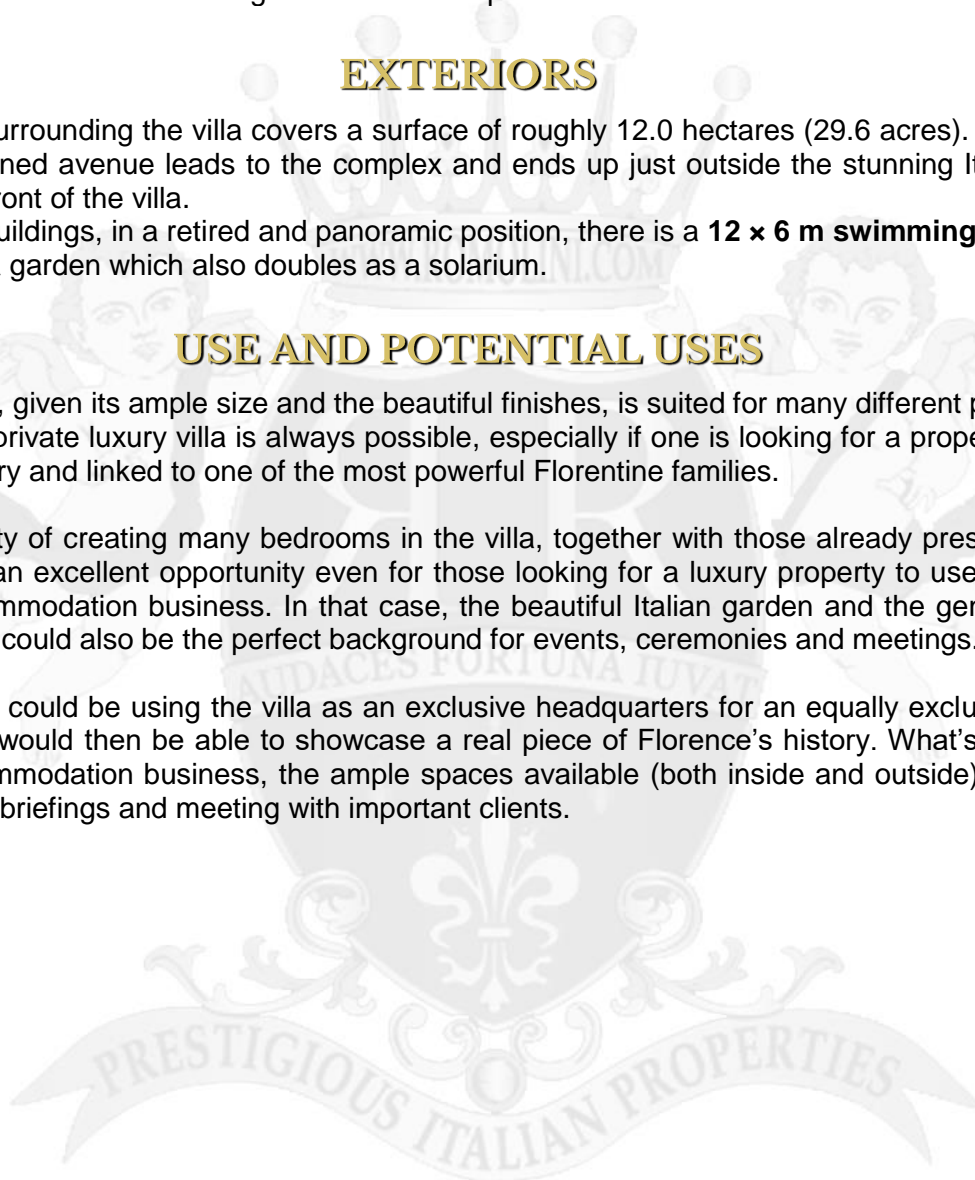 EXTERIORS
urrounding the villa covers a surface of roughly 12.0 hectares (29.6 acres).
ned avenue leads to the complex and ends up just outside the stunning It
ront of the villa.
uildings, in a retired and panoramic position, there is a 12 × 6 m swimming
garden which also doubles as a solarium.
WWW.ROMOLINI.COM
USE AND POTENTIAL USES
, given its ample size and the beautiful finishes, is suited for many different p
private luxury villa is always possible, especially if one is looking for a prope
ry and linked to one of the most powerful Florentine families.
ty of creating many bedrooms in the villa, together with those already pres
an excellent opportunity even for those looking for a luxury property to use
mmodation business. In that case, the beautiful Italian garden and the ger
could also be the perfect background for events, ceremonies and meetings.
AUDACES FORTUNA IUVAT
could be using the villa as an exclusive headquarters for an equally exclu
would then be able to showcase a real piece of Florence’s history. What’s
mmodation business, the ample spaces available (both inside and outside)
briefings and meeting with important clients.
PRESTIGIOUS ITALIAN PROPERTIES